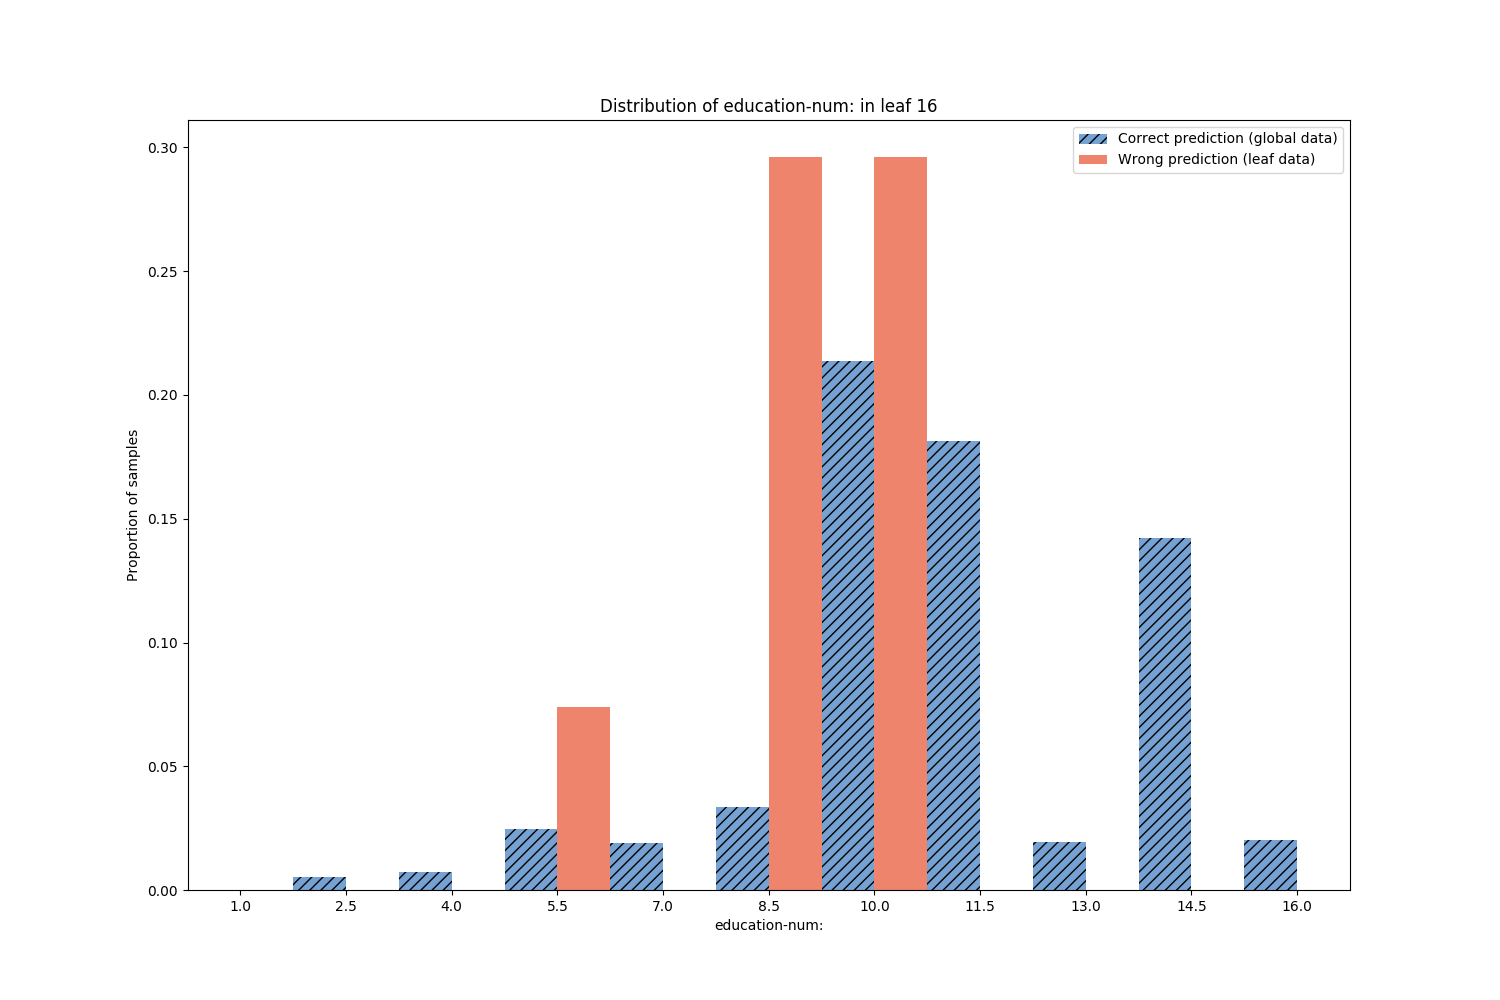 Distribution of education-num: in leaf 16
Correct prediction (global data)
Wrong prediction (leaf data)
0.30
0.25
0.20
0.15
0.10
0.05
0.00
Proportion of samples
1.0 2.5 4.0 5.5 7.0 8.5 10.0 11.5 13.0 14.5 16.0
education-num: